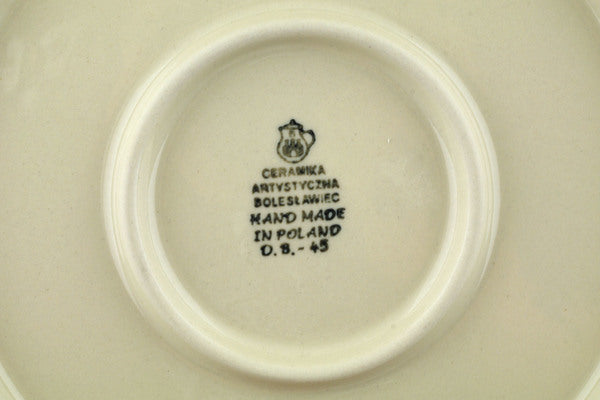 CERAMIKA
ARTYSTYCZNA
BOLESŁAWIEC
HAND MADE
IN POLAND
D.B.-45